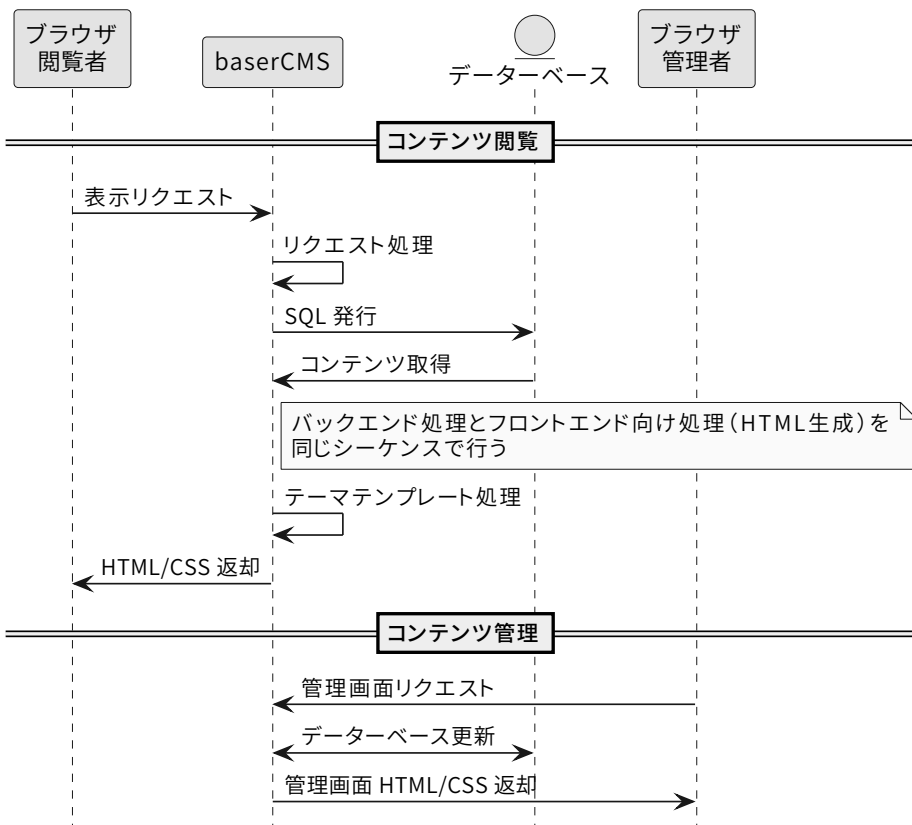 ブラウザ
閲覧者
baserCMS
データーベース
ブラウザ
管理者
コンテンツ閲覧
表示リクエスト
リクエスト処理
SQL 発行
コンテンツ取得
バックエンド処理とフロントエンド向け処理（HTML生成）を
同じシーケンスで行う
テーマテンプレート処理
HTML/CSS 返却
コンテンツ管理
管理画面リクエスト
データーベース更新
管理画面 HTML/CSS 返却